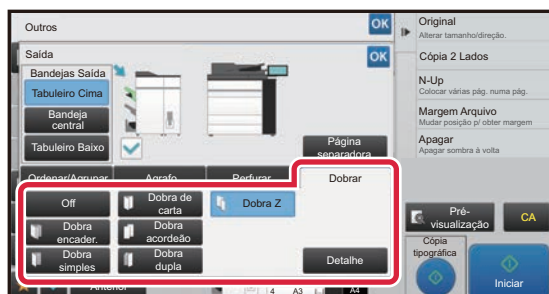 Outros
OK
Saída
OK
Bandejas Saída
Tabuleiro Cima
Bandeja
central
Tabuleiro Baixo
Página
separadora
Ordenar/Agrupar
Agrafo
Perfurar
Dobrar
Off
Dobra de
carta
Dobra Z
Dobra
encader.
Dobra
acordeão
Dobra
simples
Dobra
dupla
Detalhe
4
A3
A4
Original
Alterar tamanho/direção.
Cópia 2 Lados
N-Up
Colocar várias pág. numa pág.
Margem Arquivo
Mudar posição p/ obter margem
Apagar
Apagar sombra à volta
Pré-
visualização
CA
Cópia
tipográfica
Iniciar